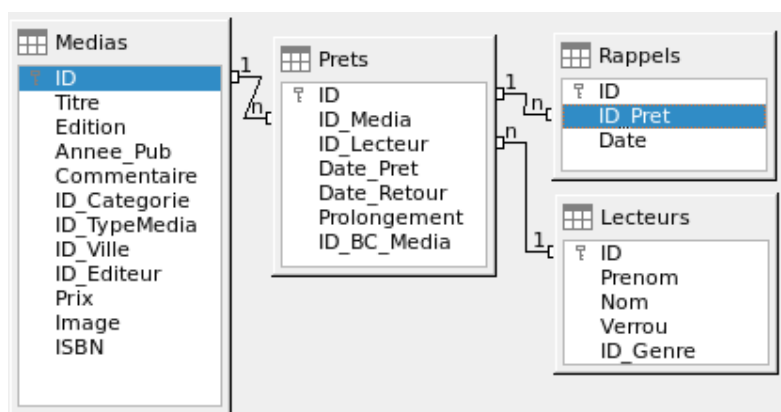 Medias
ID
Titre
Edition
Annee_Pub
Commentaire
ID_Categorie
ID_TypeMedia
ID_Ville
ID_Editeur
Prix
Image
ISBN
1
n
Prets
ID
ID_Media
ID_Lecteur
Date_Pret
Date_Retour
Prolongement
ID_BC_Media
1
n
n
1
Rappels
ID
ID_Pret
Date
Lecteurs
ID
Prenom
Nom
Verrou
ID_Genre